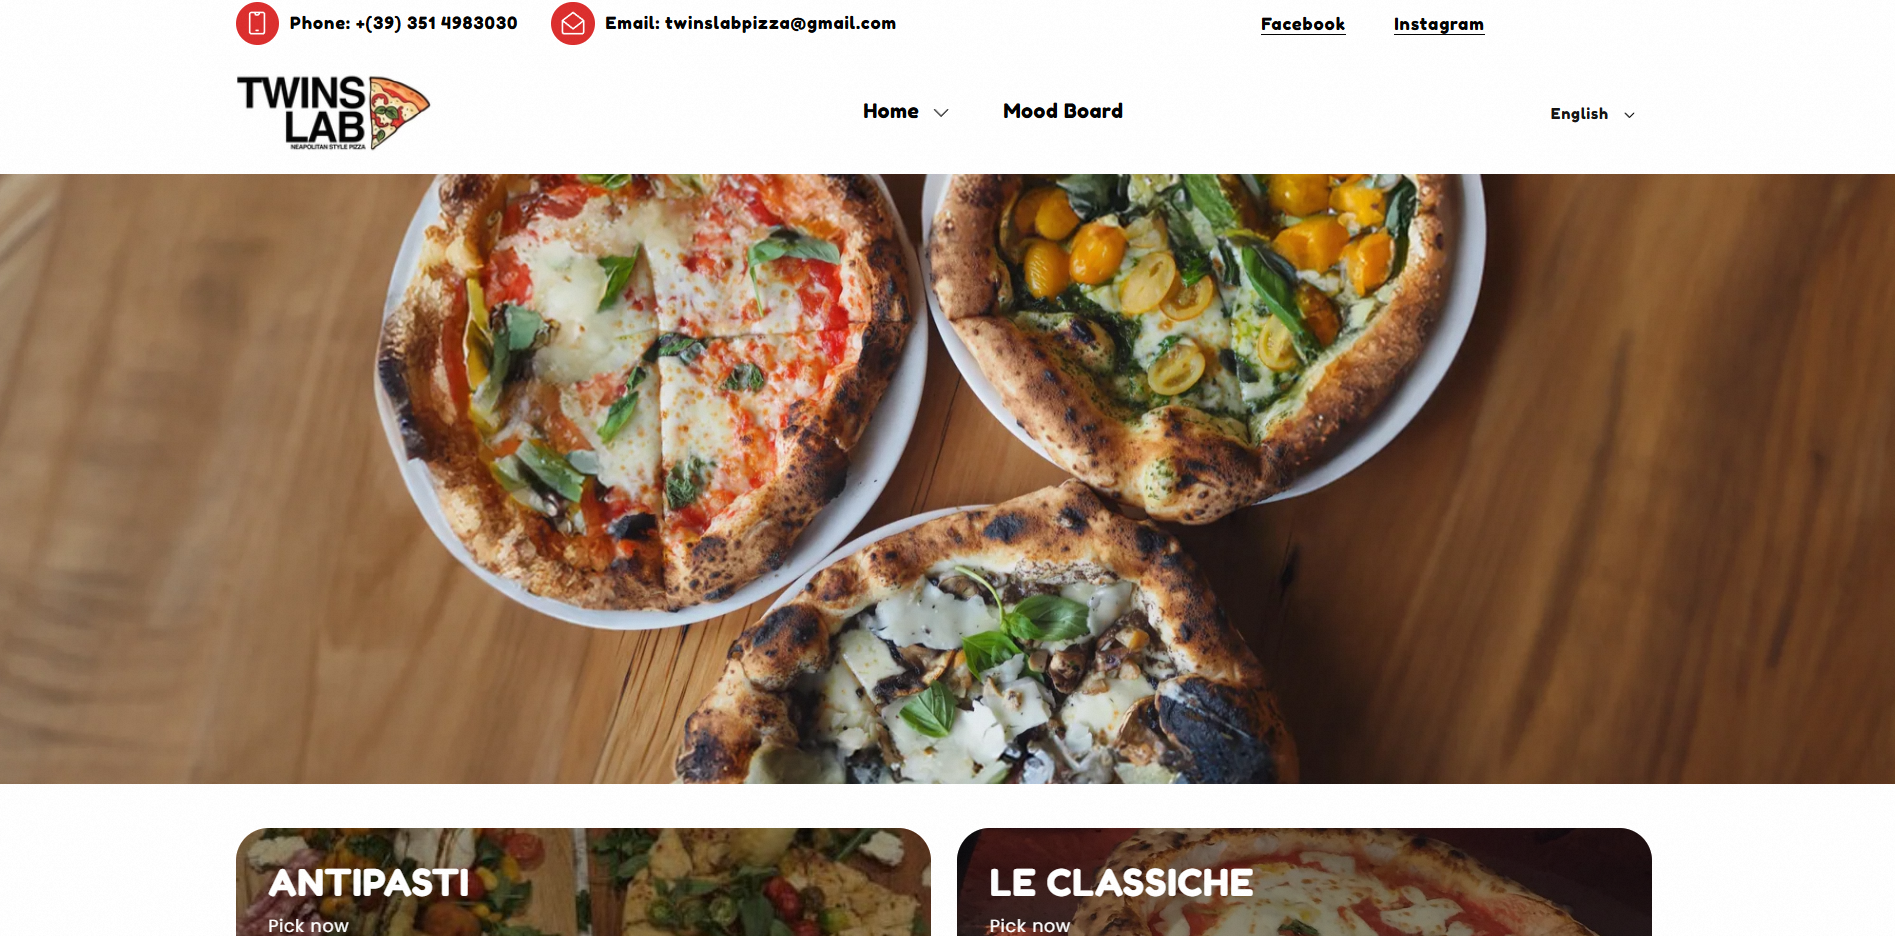 Phone: +(39) 351 4983030
Email: twinslabpizza@gmail.com
Facebook
Instagram
TWINS
LAB
NEAPOLITAN STYLE PIZZA
Home
Mood Board
English
ANTIPASTI
Pick now
LE CLASSICHE
Pick now